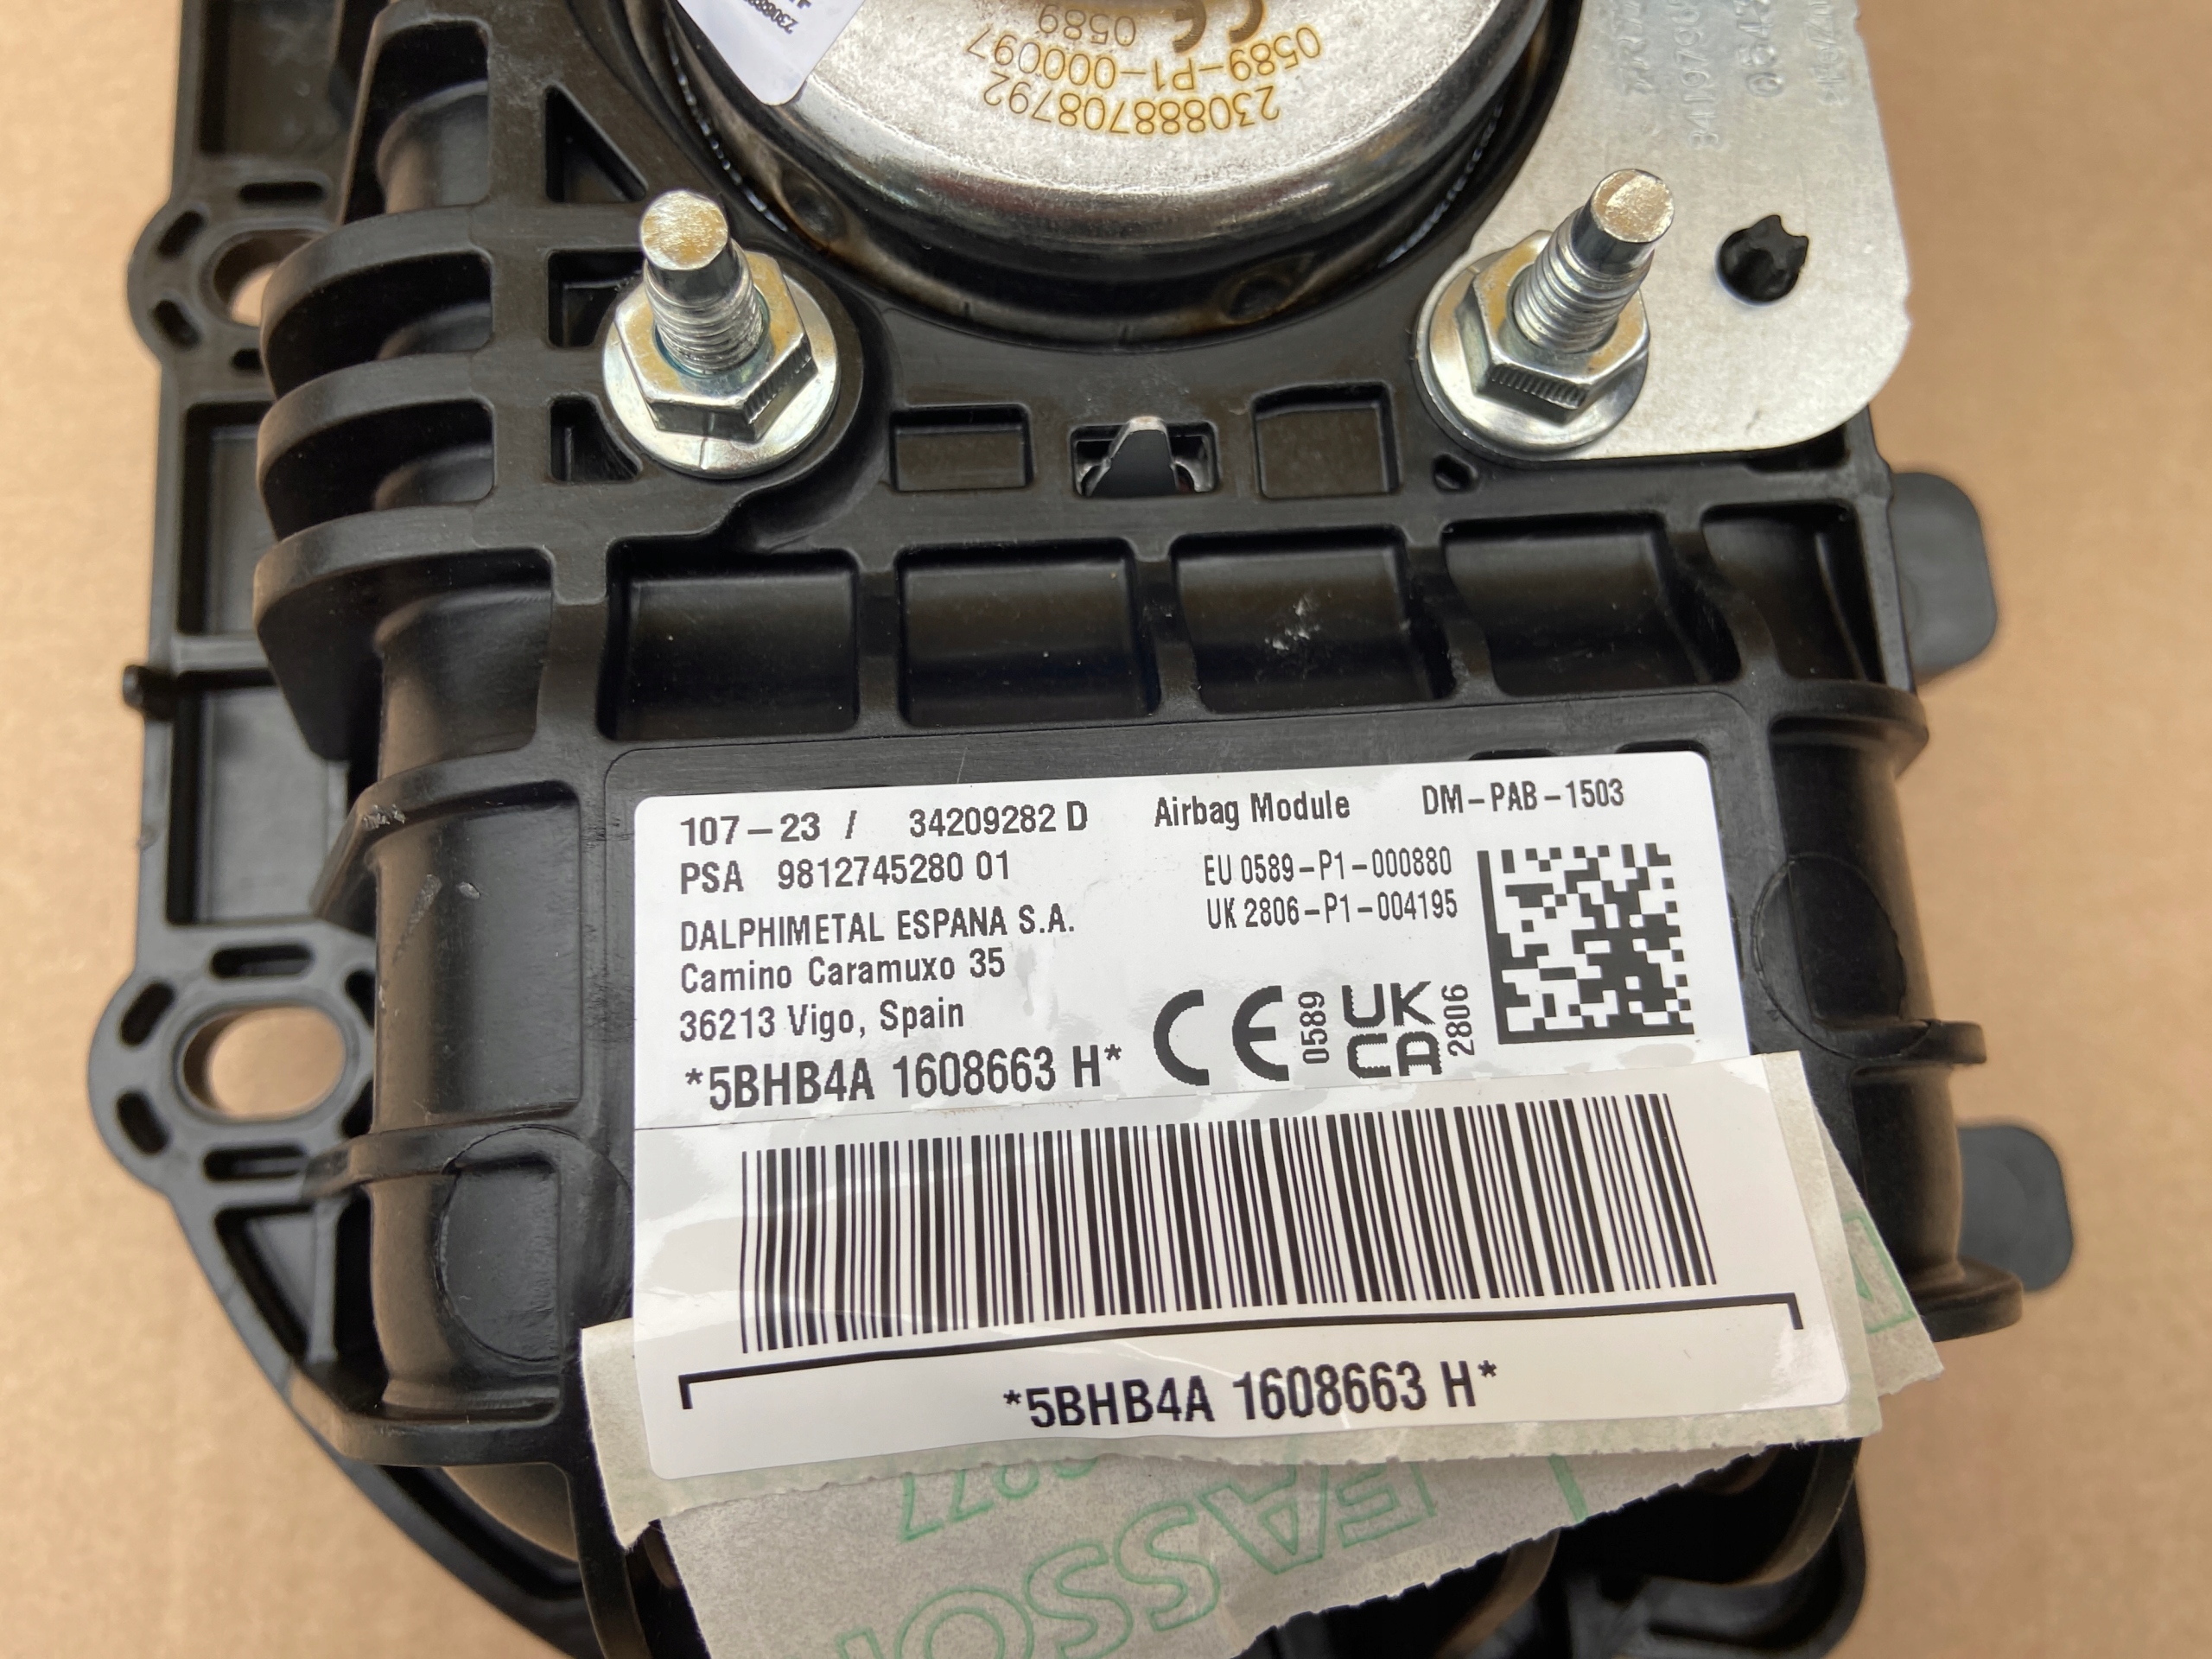 0589
CE
0589-P1-000097
230888708792
107-23 / 34209282 D Airbag Module DM-PAB-1503
PSA 9812745280 01 EU 0589-P1-000880
UK 2806-P1-004195
DALPHIMETAL ESPANA S.A.
Camino Caramuxo 35
36213 Vigo, Spain
CE 0589 UK CA 2806
*5BHB4A 1608663 H*
*5BHB4A 1608663 H*